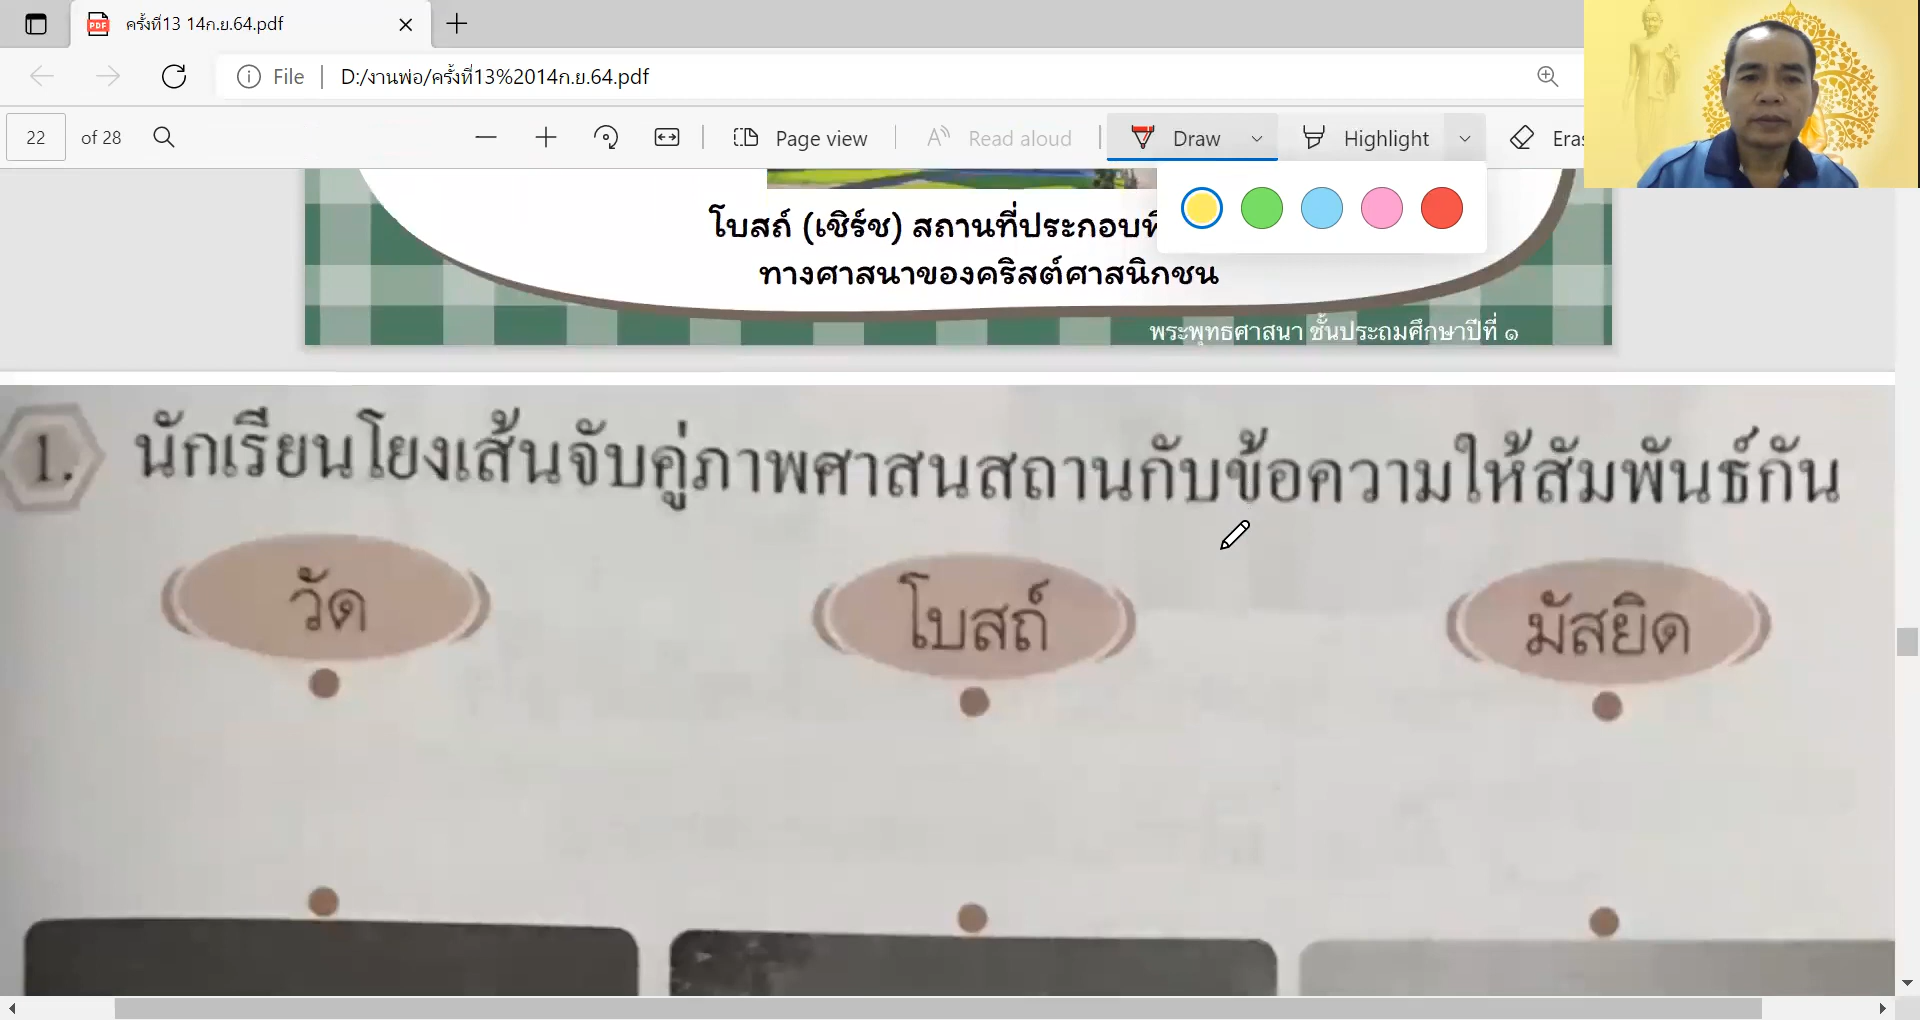 ครั้งที่13 14ก.ย.64.pdf
File
D:/งานพ่อ/ครั้งที่13%2014ก.ย.64.pdf
22 of 28
Page view
Read aloud
Draw
Highlight
Eras
โบสถ์ (เชิร์ช) สถานที่ประกอบพิ
ทางศาสนาของคริสต์ศาสนิกชน
พระพุทธศาสนา ชั้นประถมศึกษาปีที่ ๑
1. นักเรียนโยงเส้นจับคู่ภาพศาสนสถานกับข้อความให้สัมพันธ์กัน
วัด
โบสถ์
มัสยิด